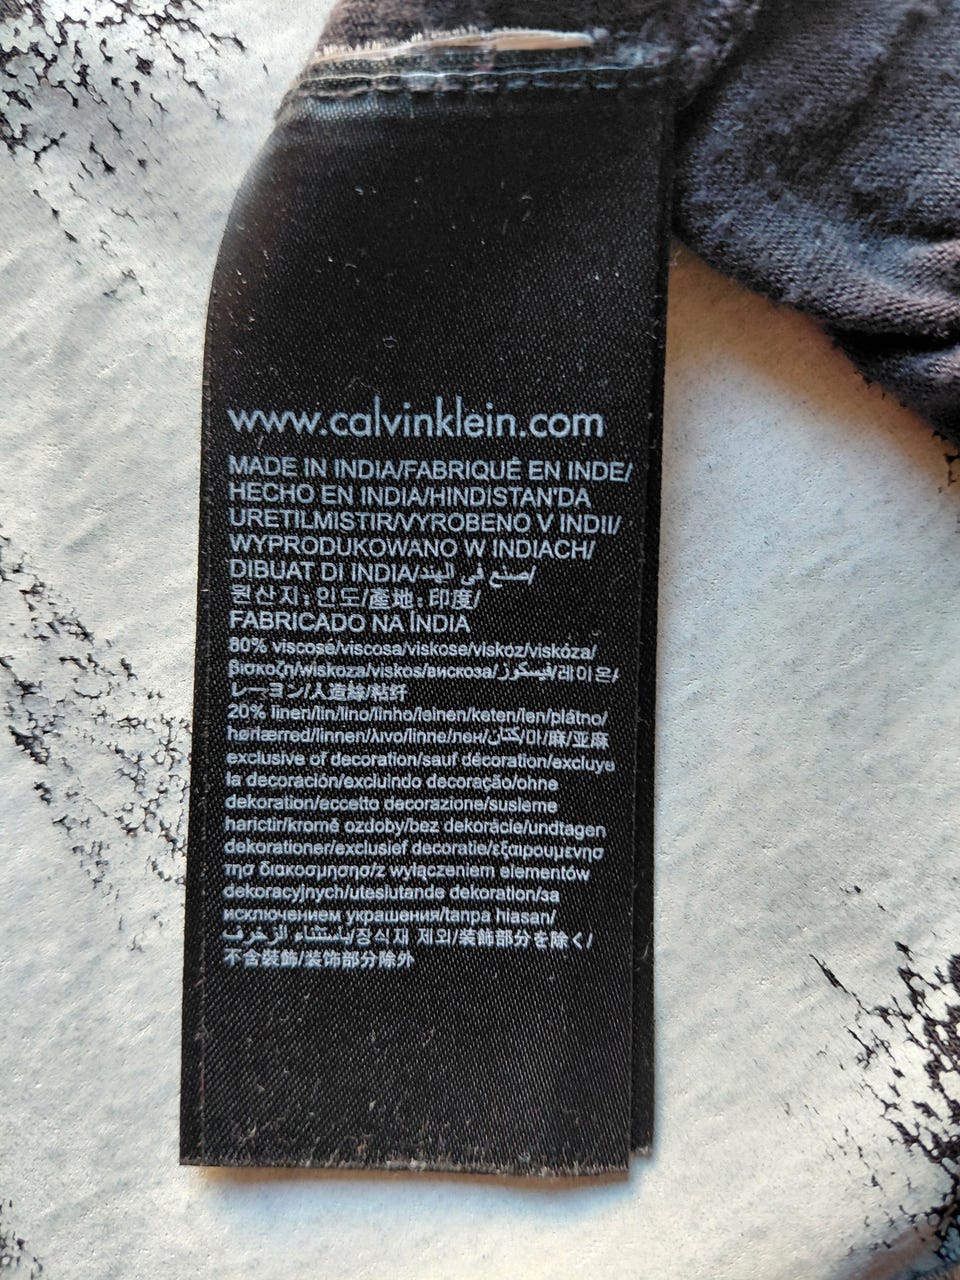 www.calvinklein.com
MADE IN INDIA/FABRIQUÉ EN INDE/
HECHO EN INDIA/HINDISTAN'DA
URETILMISTIR/VYROBENO V INDII/
WYPRODUKOWANO W INDIACH/
DIBUAT DI INDIA/صنع في الهند/
원산지: 인도/產地: 印度/
FABRICADO NA ÍNDIA
80% viscose/viscosa/viskose/viskoz/viskóza/
βισκοζη/wiskoza/viskos/вискоза/فيسكوز/레이온/
レーヨン/人造絲/粘纤
20% linen/lin/lino/linho/leinen/keten/len/plátno/
hørlærred/linnen/λινο/linne/лен/كتان/마/麻/亚麻
exclusive of decoration/sauf décoration/excluye
la decoración/excluindo decoração/ohne
dekoration/eccetto decorazione/susleme
harictir/kromě ozdoby/bez dekorácie/undtagen
dekorationer/exclusief decoratie/εξαιρουμενησ
τησ διακοσμησησ/z wyłączeniem elementów
dekoracyjnych/uteslutande dekoration/за
исключением украшения/tanpa hiasan/
باستثناء الزخرف/장식재 제외/装飾部分を除く/
不含裝飾/装饰部分除外